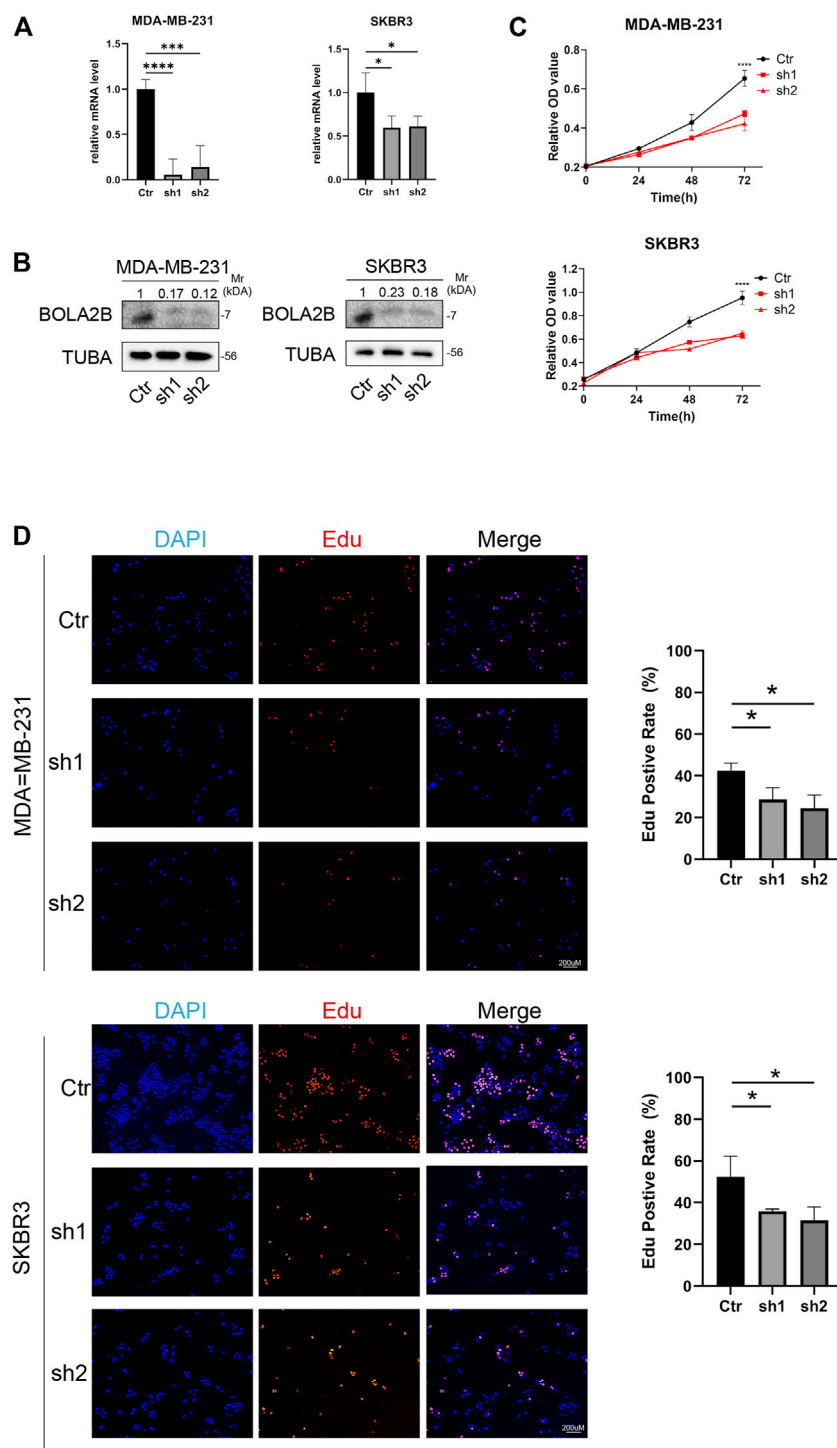 A
MDA-MB-231
relative mRNA level
1.5
1.0
0.5
0.0
***
****
Ctr sh1 sh2
SKBR3
relative mRNA level
1.5
1.0
0.5
0.0
*
*
Ctr sh1 sh2
B
MDA-MB-231
Mr
(kDA)
1 0.17 0.12
BOLA2B
-7
TUBA
-56
Ctr sh1 sh2
SKBR3
Mr
(kDA)
1 0.23 0.18
BOLA2B
-7
TUBA
-56
Ctr sh1 sh2
C
MDA-MB-231
Relative OD value
0.8
0.6
0.4
0.2
****
Ctr
sh1
sh2
0 24 48 72
Time(h)
SKBR3
Relative OD value
1.2
1.0
0.8
0.6
0.4
0.2
****
Ctr
sh1
sh2
0 24 48 72
Time(h)
D
DAPI Edu Merge
MDA=MB-231
Ctr
sh1
sh2
200uM
Edu Postive Rate (%)
100
80
60
40
20
0
*
*
Ctr sh1 sh2
DAPI Edu Merge
SKBR3
Ctr
sh1
sh2
200uM
Edu Postive Rate (%)
100
80
60
40
20
0
*
*
Ctr sh1 sh2